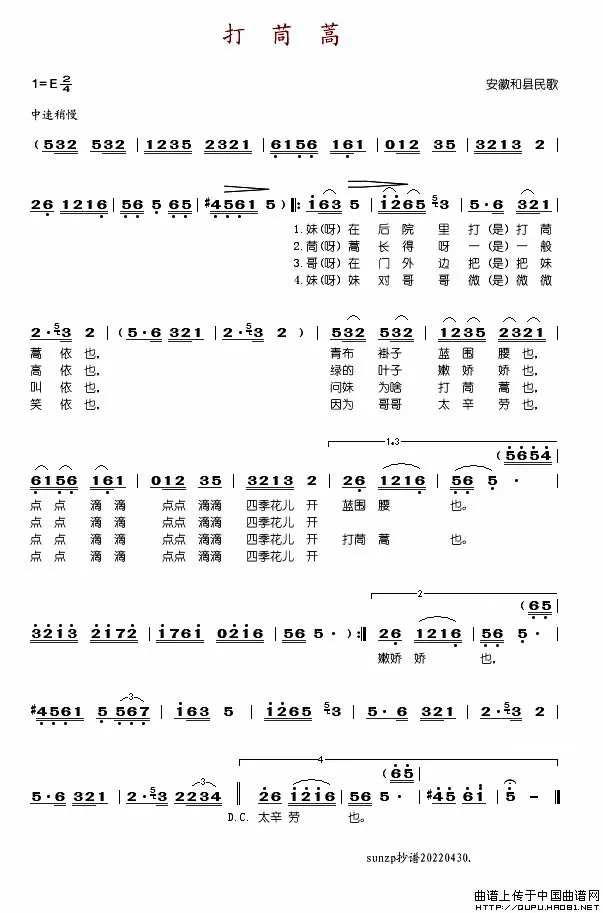 打 茼 蒿
1=E 2/4
安徽和县民歌
中速稍慢
(532 532 | 1235 2321 | 6156 161 | 012 35 | 3213 2 |
26 1216 | 56 5 65 | #4561 5 ) ‖: i63 5 | i265 5/4 3 | 5·6 321 |
1.妹(呀)在 后 院 里 打(是)打 茼
2.茼(呀)蒿 长 得 呀 一(是)一 般
3.哥(呀)在 门 外 边 把(是)把 妹
4.妹(呀)妹 对 哥 哥 微(是)微 微
2·3 2 | (5·6 321 | 2·3 2 ) | 532 532 | 1235 2321 |
蒿 依 也, 青布 褂子 蓝 围 腰 也,
高 依 也, 绿的 叶子 嫩 娇 娇 也,
叫 依 也, 问妹 为啥 打 茼 蒿 也,
笑 依 也, 因为 哥哥 太 辛 劳 也,
1.3
(5654
6156 161 | 012 35 | 3213 2 | 26 1216 | 56 5 ·
点 点 滴 滴 点点 滴滴 四季花儿 开 蓝围 腰 也。
点 点 滴 滴 点点 滴滴 四季花儿 开
点 点 滴 滴 点点 滴滴 四季花儿 开 打茼 蒿 也。
点 点 滴 滴 点点 滴滴 四季花儿 开
2
(65
3213 2172 | i761 0216 | 56 5· ) :‖ 26 1216 | 56 5 · |
嫩娇 娇 也,
#4561 5 567 | i63 5 | i265 3 | 5·6 321 | 2·3 2 |
3
4
3
(65
5·6 321 | 2·3 2234 ‖ 26 i2i6 | 56 5 · | #45 6i | 5 – ‖
D.C. 太辛 劳 也。
sunzp抄谱20220430.
曲谱上传于中国曲谱网
HTTP://QUPU.HAO81.NET